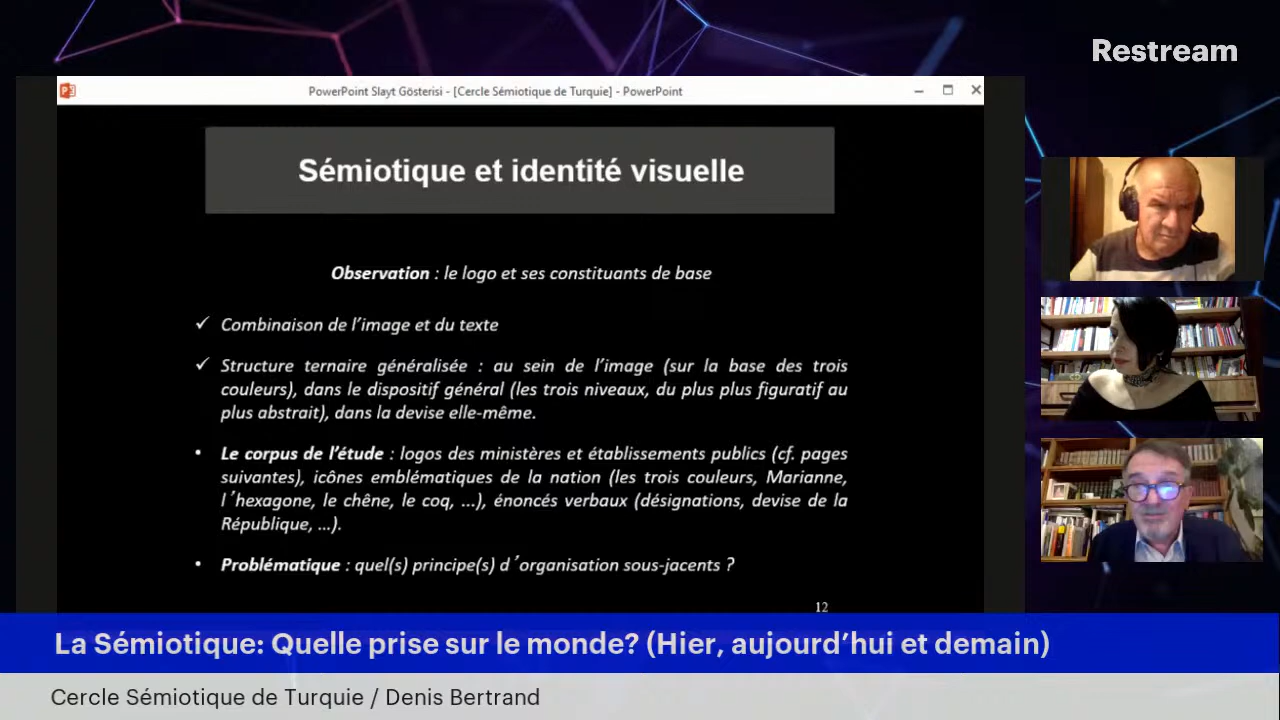 Restream
PowerPoint Slayt Gösterisi - [Cercle Sémiotique de Turquie] - PowerPoint
Sémiotique et identité visuelle
Observation : le logo et ses constituants de base
✓ Combinaison de l'image et du texte
✓ Structure ternaire généralisée : au sein de l'image (sur la base des trois
couleurs), dans le dispositif général (les trois niveaux, du plus plus figuratif au
plus abstrait), dans la devise elle-même.
• Le corpus de l'étude : logos des ministères et établissements publics (cf. pages
suivantes), icônes emblématiques de la nation (les trois couleurs, Marianne,
l'hexagone, le chêne, le coq, ...), énoncés verbaux (désignations, devise de la
République, ...).
• Problématique : quel(s) principe(s) d'organisation sous-jacents ?
12
La Sémiotique: Quelle prise sur le monde? (Hier, aujourd'hui et demain)
Cercle Sémiotique de Turquie / Denis Bertrand